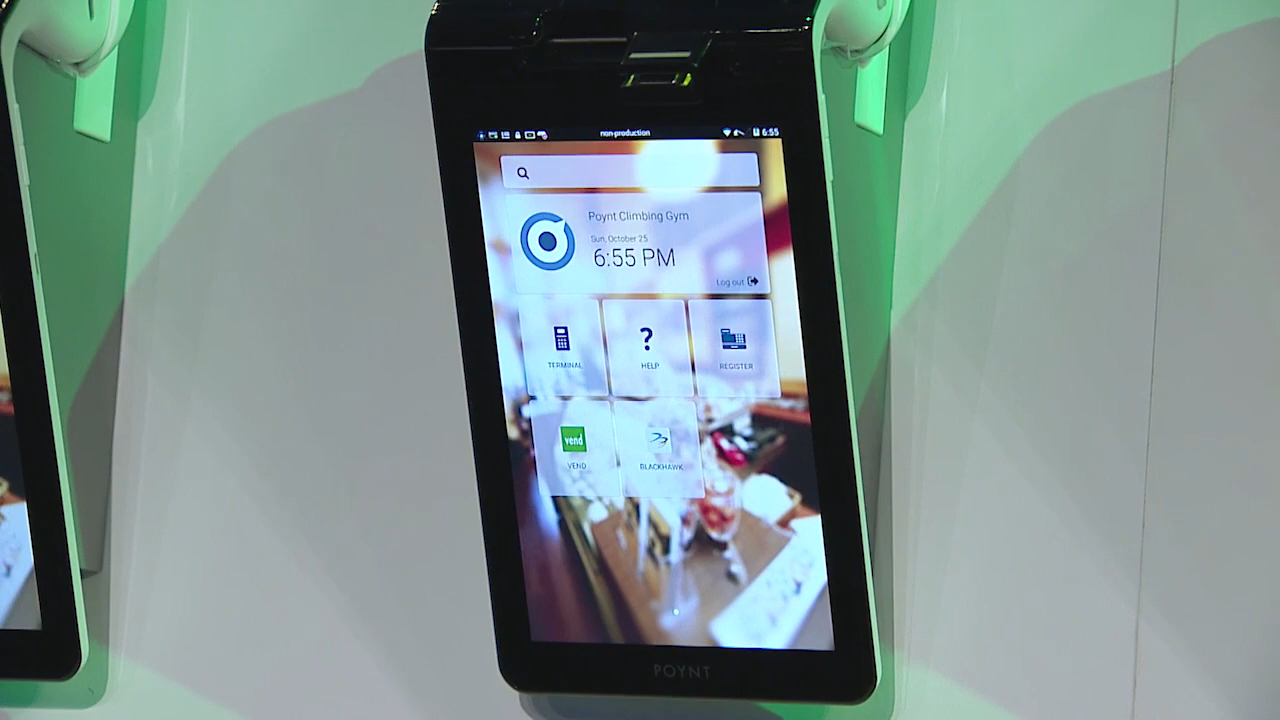 non-production
6:55
Poynt Climbing Gym
Sun, October 25
6:55 PM
Log out
TERMINAL
HELP
REGISTER
vend
VEND
BLACKHAWK
POYNT